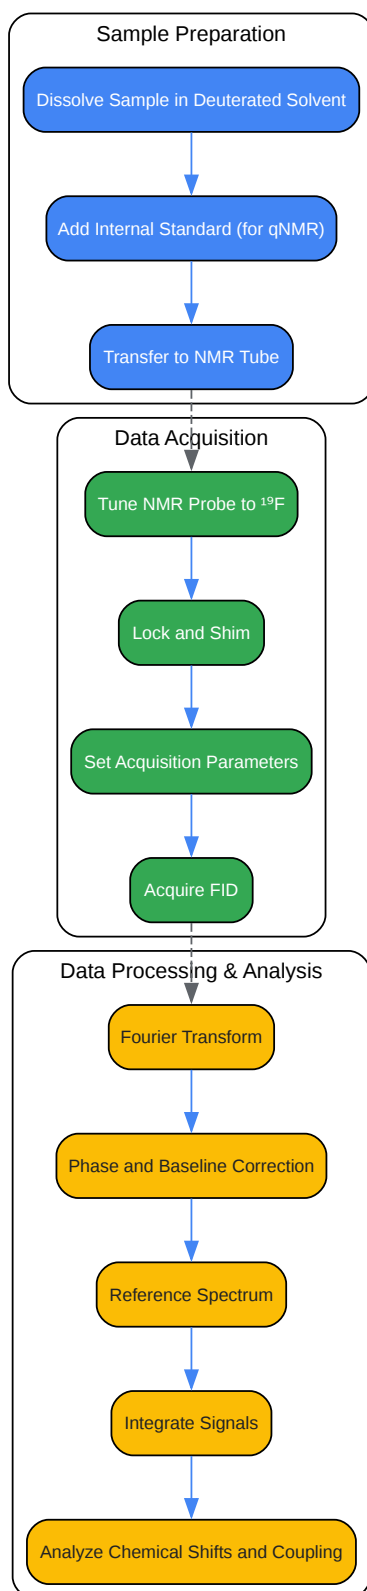 Sample Preparation
Dissolve Sample in Deuterated Solvent
Add Internal Standard (for qNMR)
Transfer to NMR Tube
Data Acquisition
Tune NMR Probe to ¹⁹F
Lock and Shim
Set Acquisition Parameters
Acquire FID
Data Processing & Analysis
Fourier Transform
Phase and Baseline Correction
Reference Spectrum
Integrate Signals
Analyze Chemical Shifts and Coupling